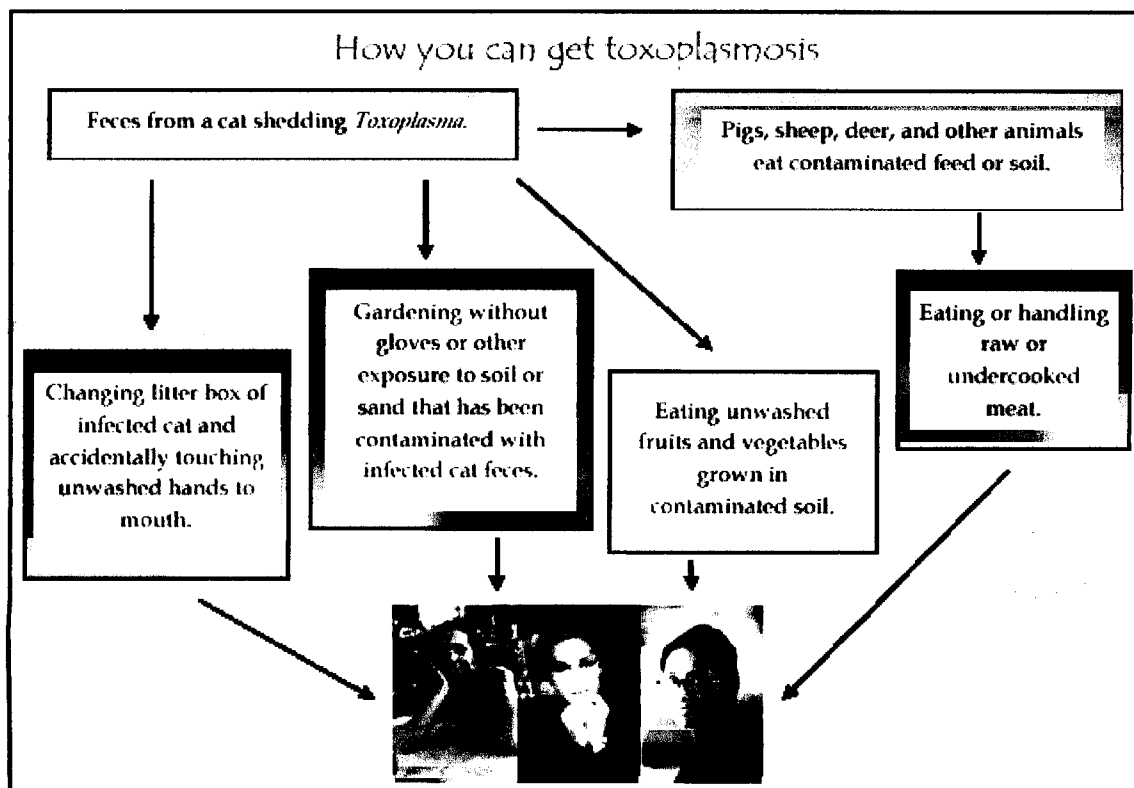 How you can get toxoplasmosis
Feces from a cat shedding Toxoplasma.
Pigs, sheep, deer, and other animals
eat contaminated feed or soil.
Changing litter box of
infected cat and
accidentally touching
unwashed hands to
mouth.
Gardening without
gloves or other
exposure to soil or
sand that has been
contaminated with
infected cat feces.
Eating unwashed
fruits and vegetables
grown in
contaminated soil.
Eating or handling
raw or
undercooked
meat.